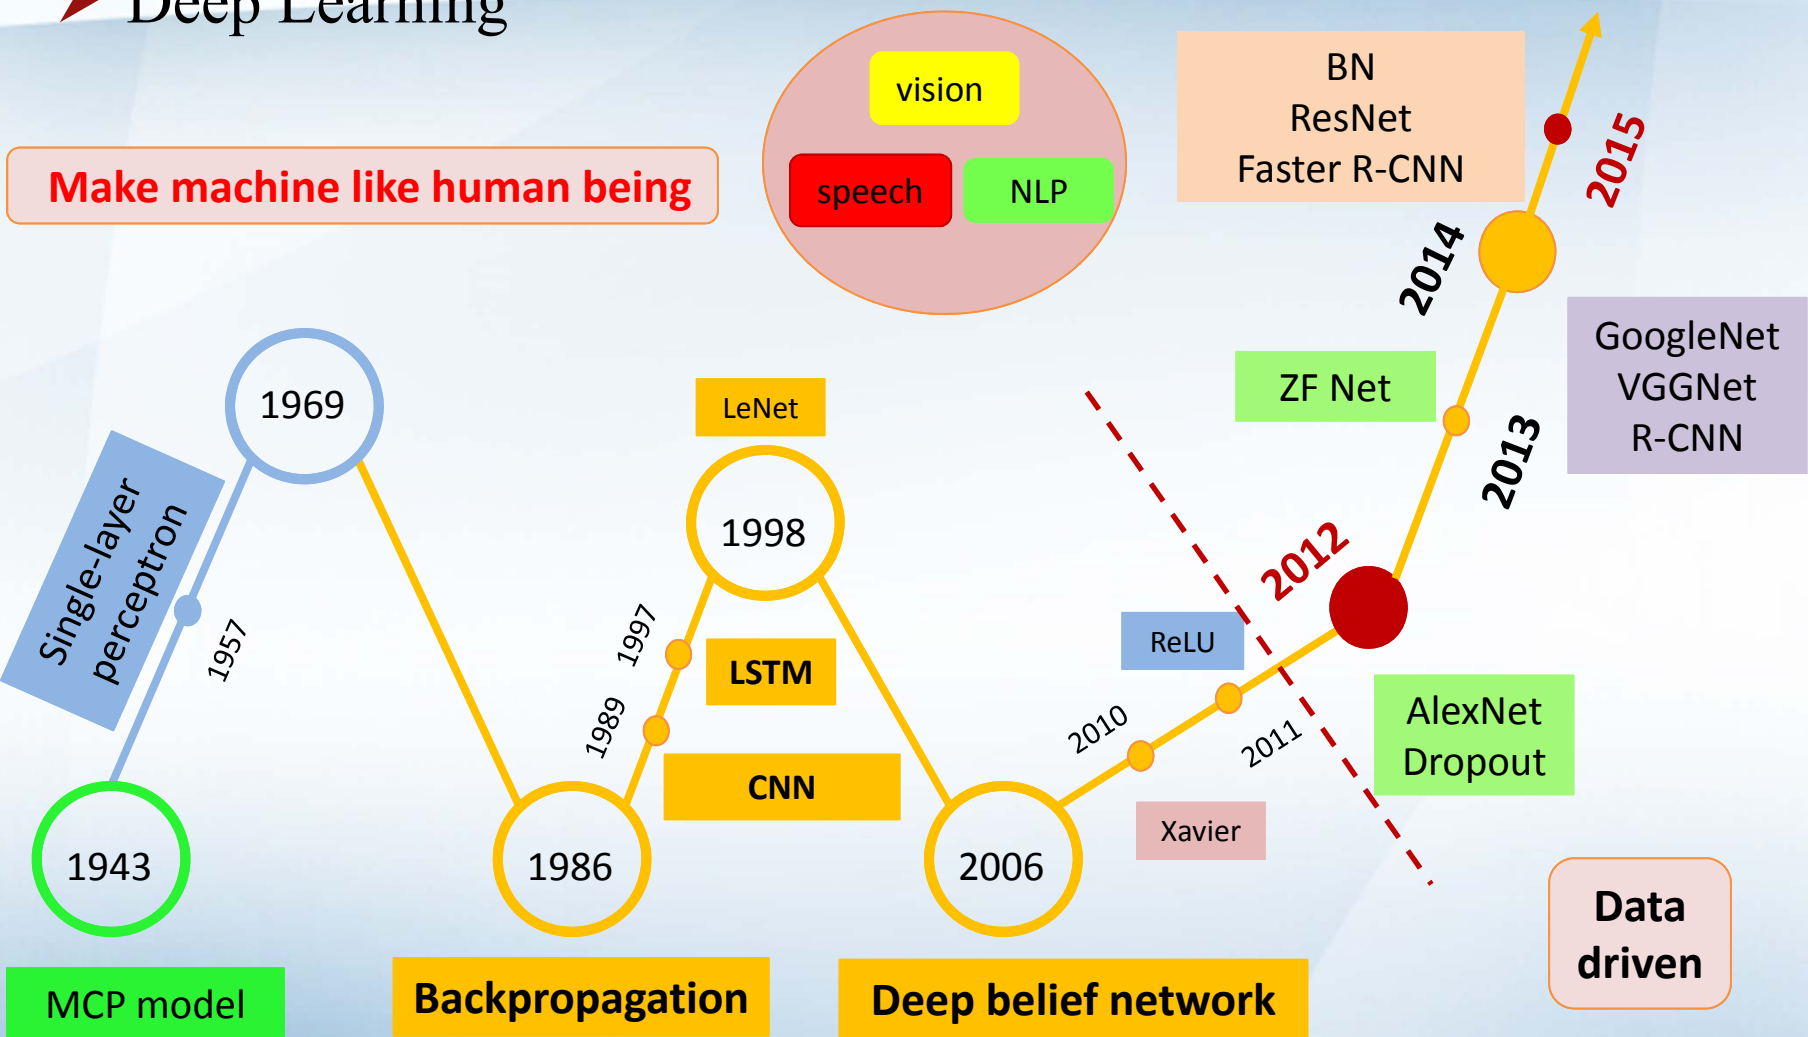 Deep Learning
vision
speech
NLP
Make machine like human being
BN
ResNet
Faster R-CNN
2015
2014
GoogleNet
VGGNet
R-CNN
ZF Net
2013
1969
LeNet
1998
Single-layer
perceptron
1957
1997
LSTM
1989
CNN
2012
ReLU
2010
2011
AlexNet
Dropout
Xavier
1943
1986
2006
Data
driven
MCP model
Backpropagation
Deep belief network